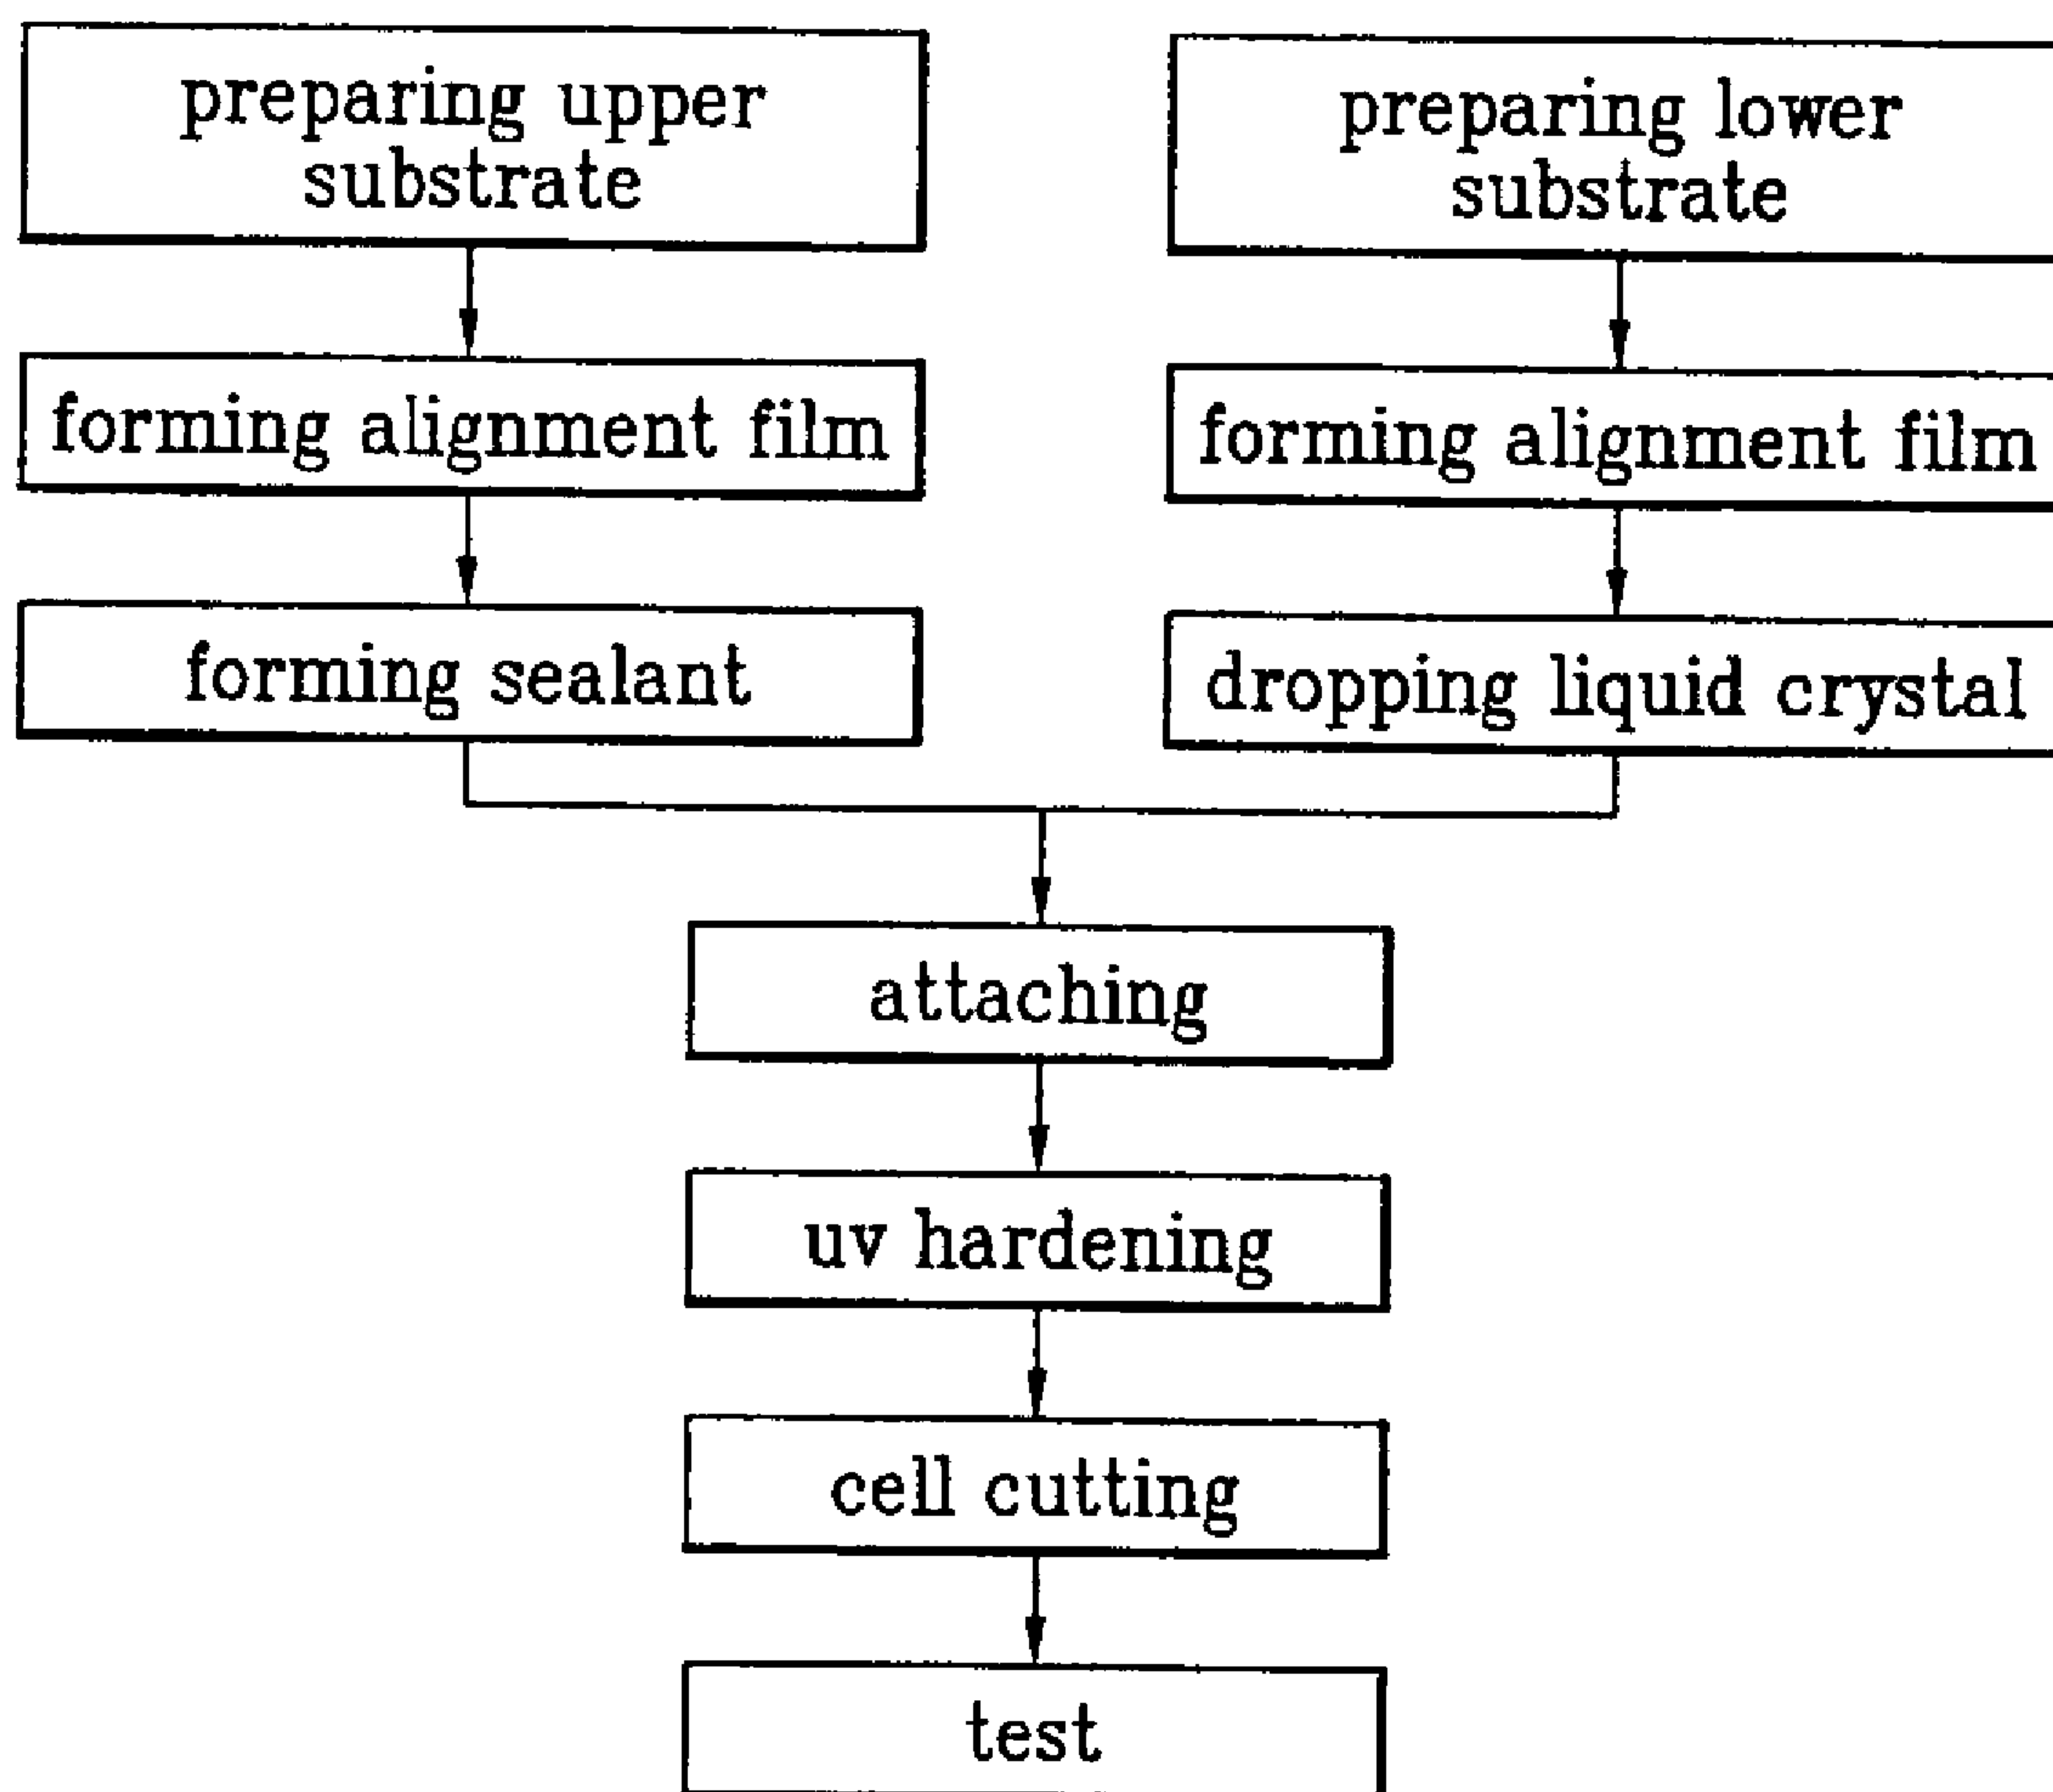 preparing upper
substrate
preparing lower
substrate
forming alignment film
forming alignment film
forming sealant
dropping liquid crystal
attaching
uv hardening
cell cutting
test